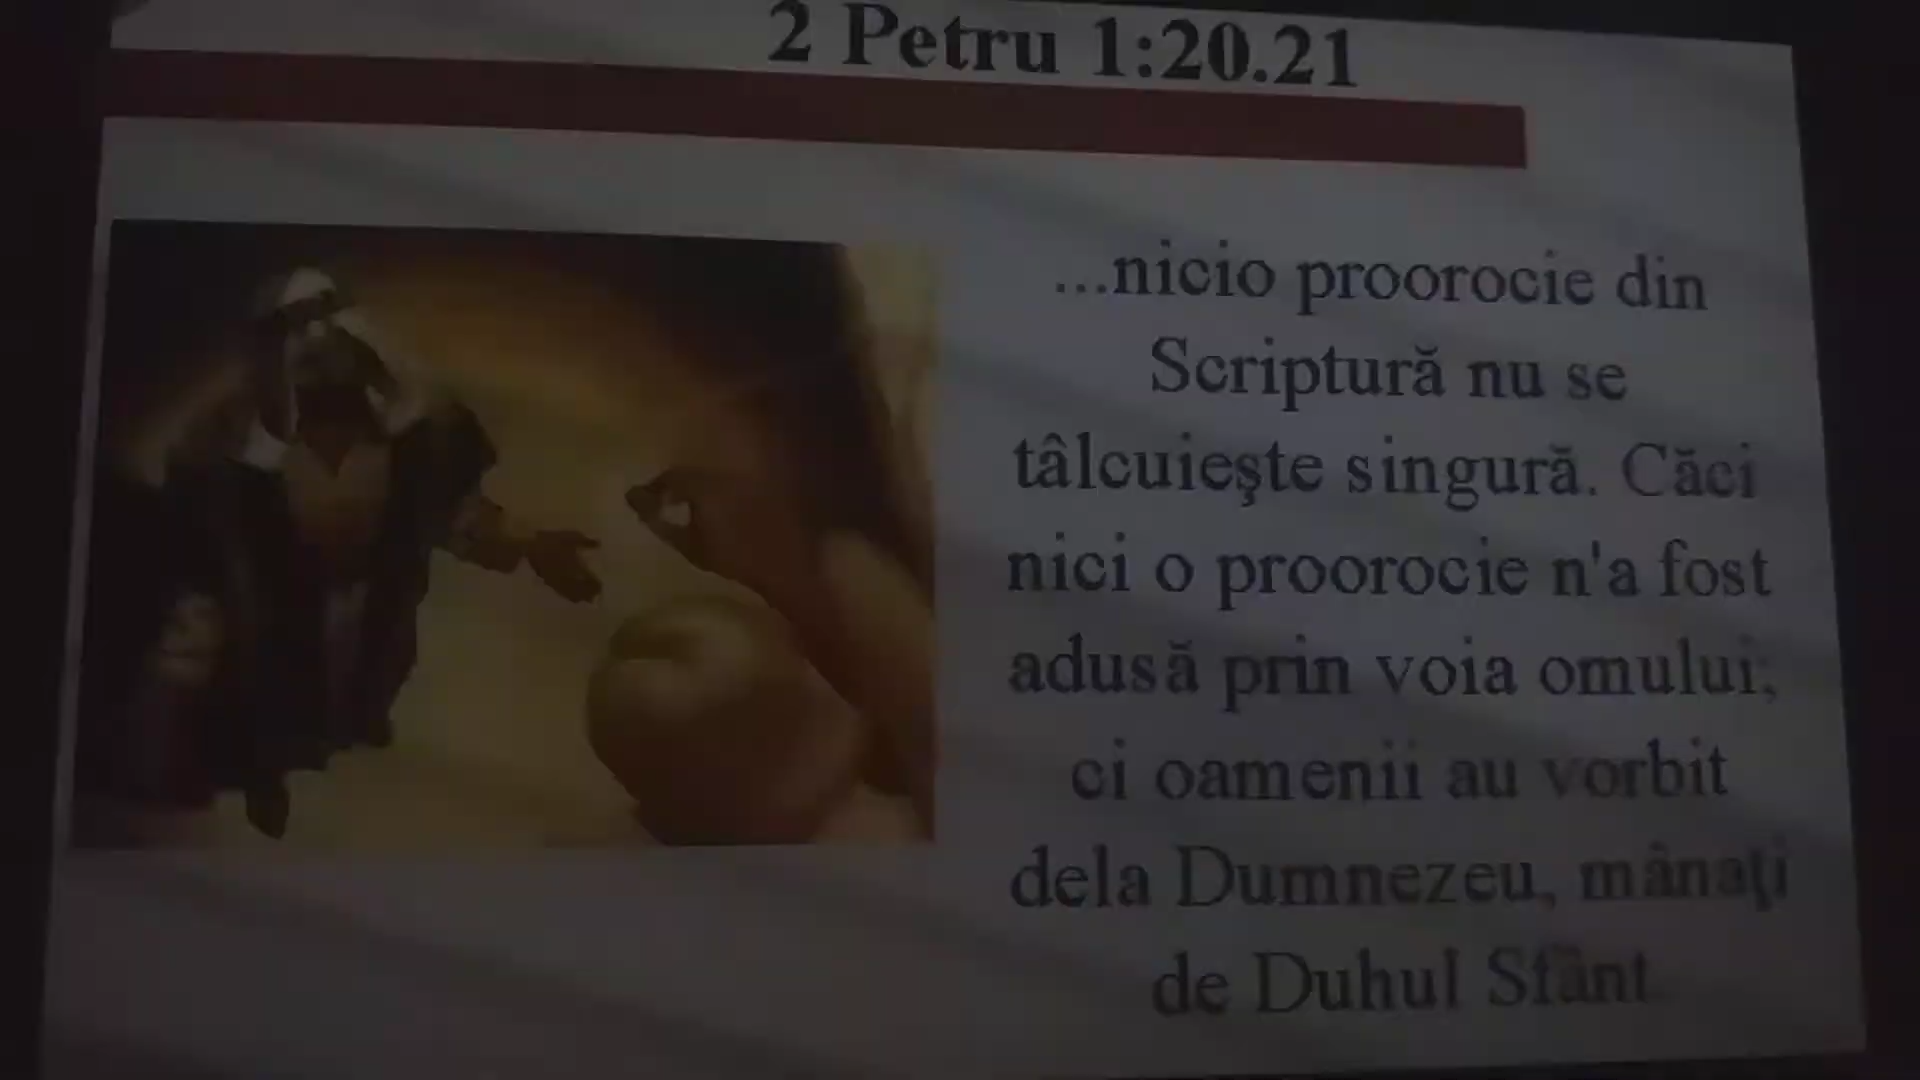 2 Petru 1:20.21
...nicio proorocie din
Scriptură nu se
tâlcuieşte singură. Căci
nici o proorocie n'a fost
adusă prin voia omului;
ci oamenii au vorbit
dela Dumnezeu, mânaţi
de Duhul Sfânt